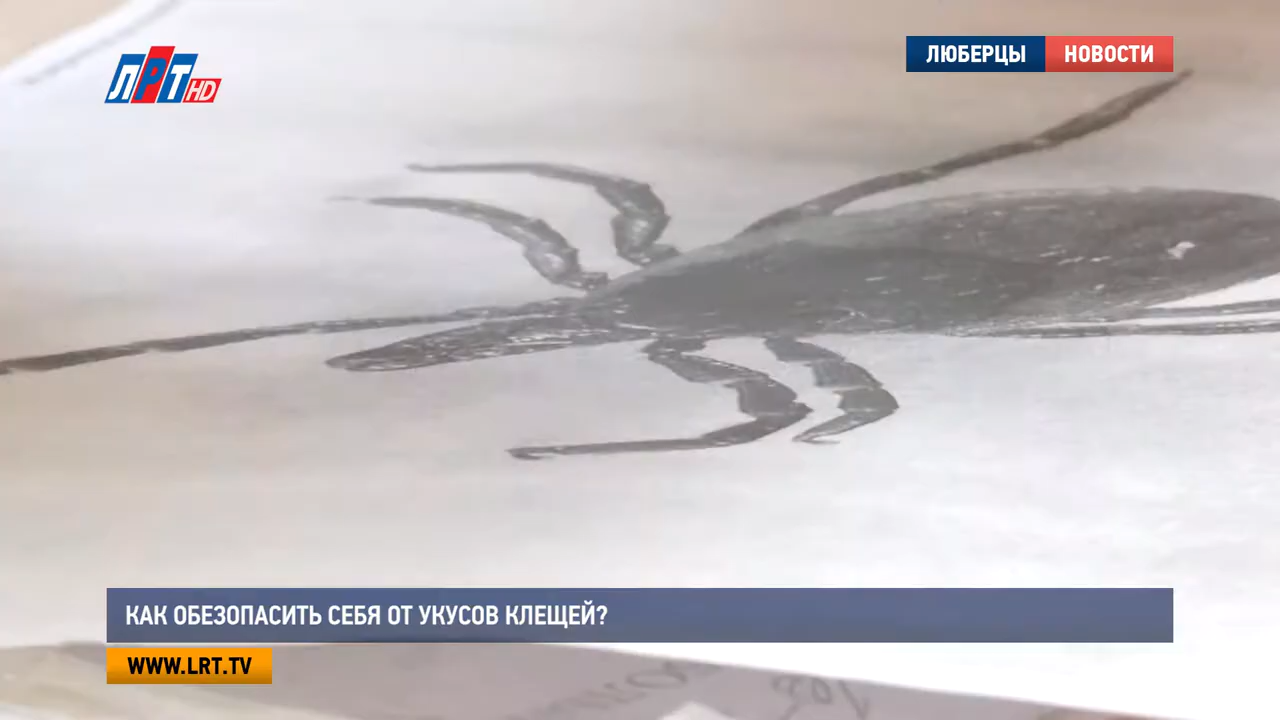 ЛРТ HD
ЛЮБЕРЦЫ НОВОСТИ
КАК ОБЕЗОПАСИТЬ СЕБЯ ОТ УКУСОВ КЛЕЩЕЙ?
WWW.LRT.TV